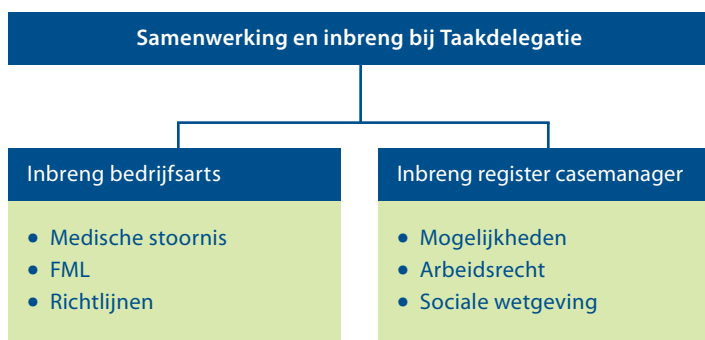 Samenwerking en inbreng bij Taakdelegatie
Inbreng bedrijfsarts
• Medische stoornis
• FML
• Richtlijnen
Inbreng register casemanager
• Mogelijkheden
• Arbeidsrecht
• Sociale wetgeving